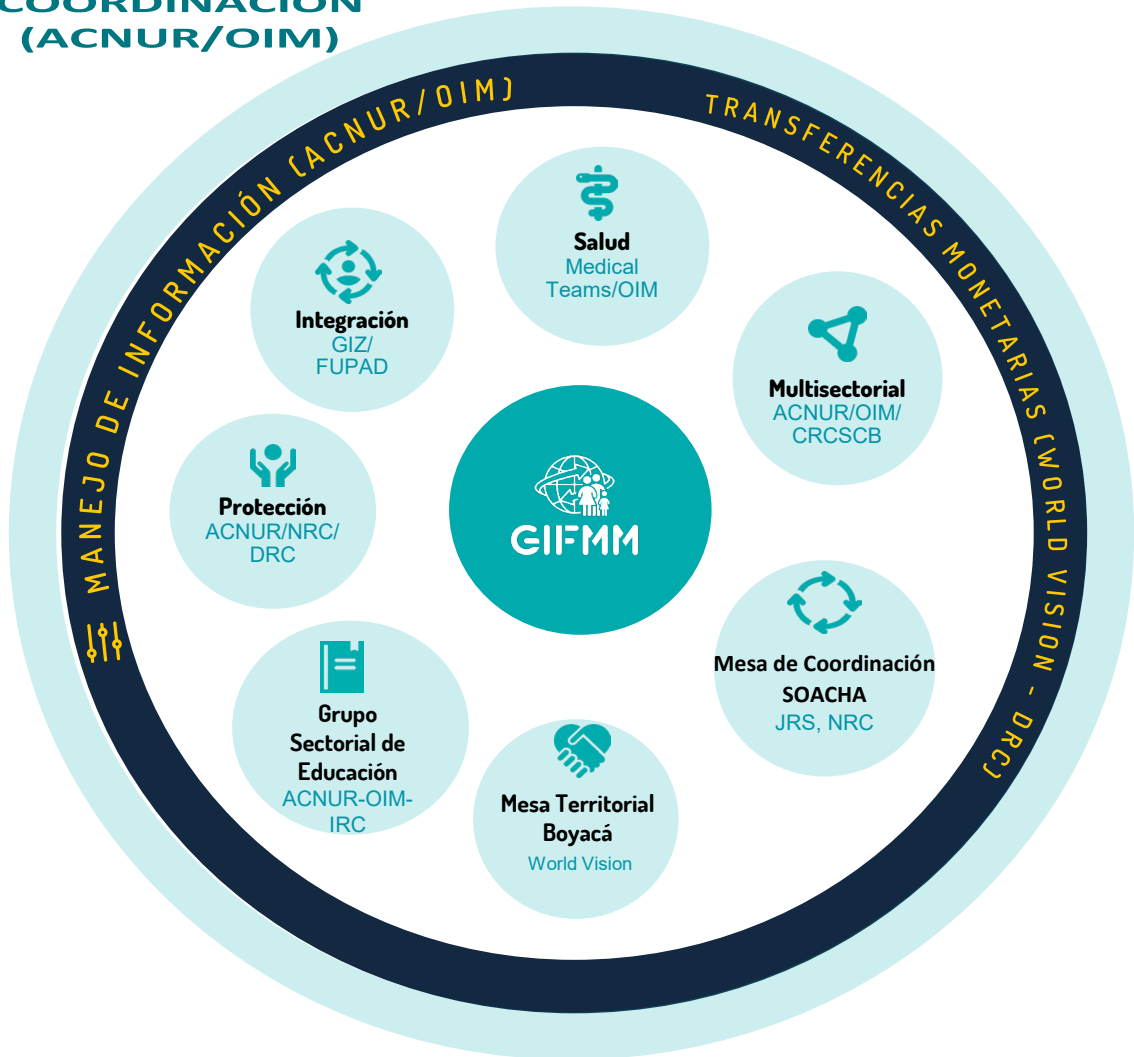 COORDINACIÓN
(ACNUR/OIM)
MANEJO DE INFORMACIÓN (ACNUR/OIM)
TRANSFERENCIAS MONETARIAS (WORLD VISION - DRC)
Salud
Medical
Teams/OIM
Integración
GIZ/
FUPAD
Multisectorial
ACNUR/OIM/
CRCSCB
Protección
ACNUR/NRC/
DRC
GIFMM
Mesa de Coordinación
SOACHA
JRS, NRC
Grupo
Sectorial de
Educación
ACNUR-OIM-
IRC
Mesa Territorial
Boyacá
World Vision